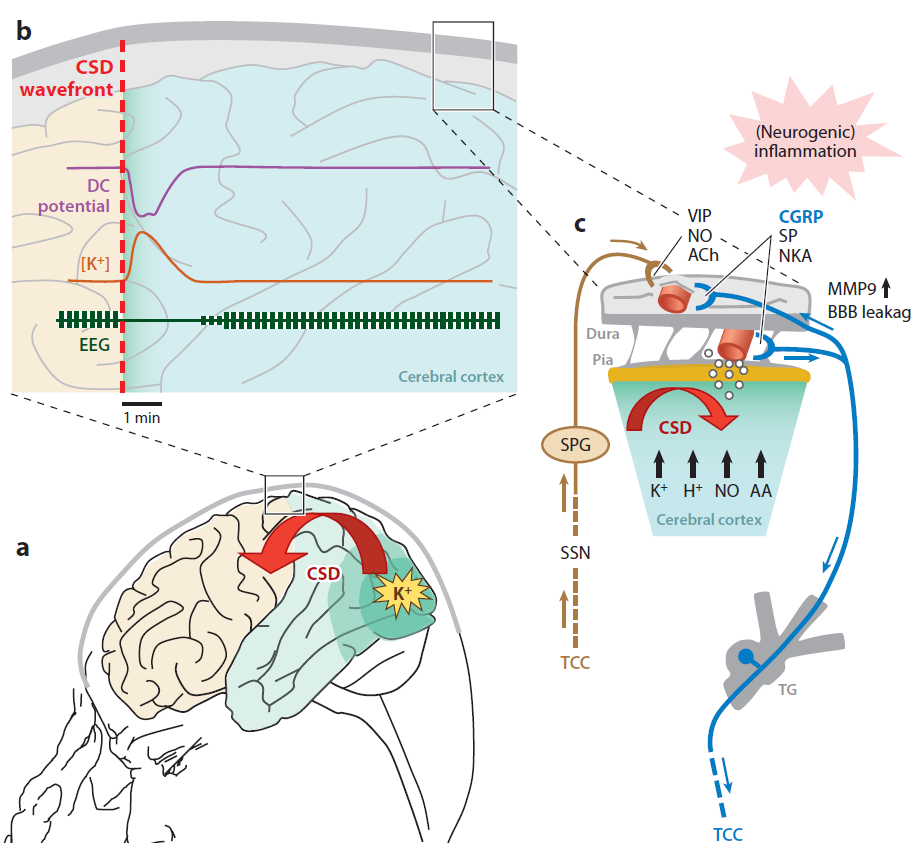 b
CSD
wavefront
DC
potential
[K⁺]
EEG
Cerebral cortex
1 min
a
CSD
K⁺
(Neurogenic)
inflammation
c
VIP
NO
ACh
CGRP
SP
NKA
MMP9
BBB leakag
Dura
Pia
CSD
K⁺ H⁺ NO AA
Cerebral cortex
SPG
SSN
TCC
TG
TCC